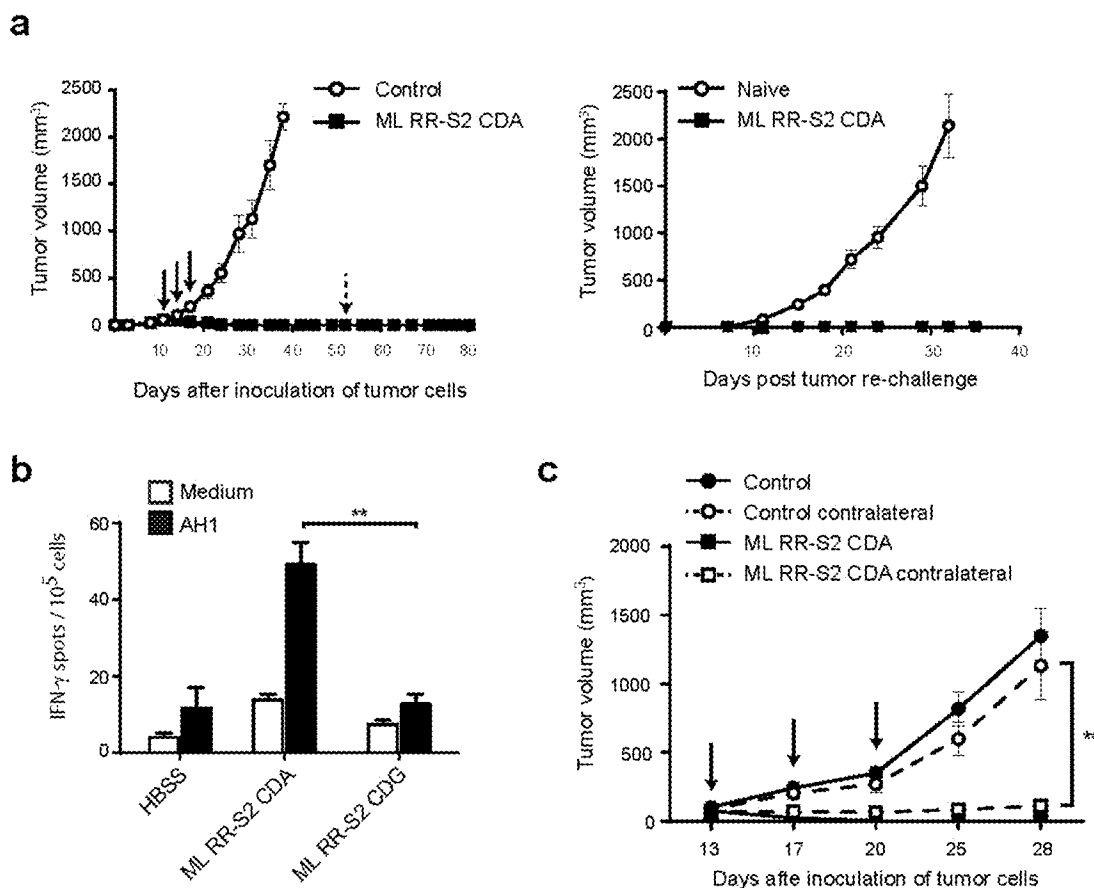 a
Control
ML RR-S2 CDA
2500
2000
1500
1000
500
0
Tumor volume (mm³)
10 20 30 40 50 60 70 80
Days after inoculation of tumor cells
Naive
ML RR-S2 CDA
2500
2000
1500
1000
500
0
Tumor volume (mm³)
0 10 20 30 40
Days post tumor re-challenge
b
Medium
AH1
60
40
20
0
IFN-γ spots / 10⁵ cells
**
HBSS
ML RR-S2 CDA
ML RR-S2 CDG
c
Control
Control contralateral
ML RR-S2 CDA
ML RR-S2 CDA contralateral
2000
1500
1000
500
0
Tumor volume (mm³)
13 17 20 25 28
Days afte inoculation of tumor cells